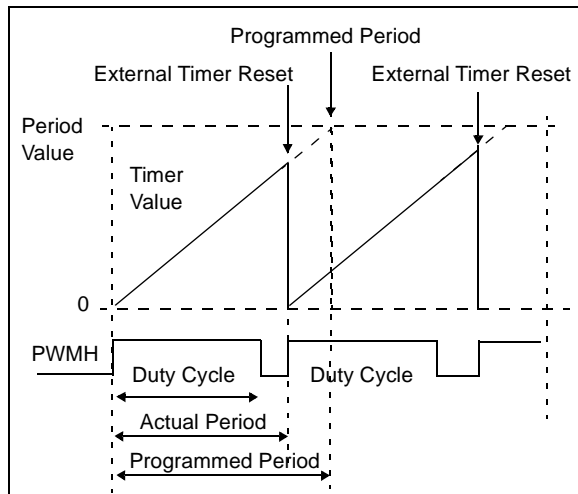 Programmed Period
External Timer Reset
External Timer Reset
Period
Value
Timer
Value
0
PWMH
Duty Cycle
Duty Cycle
Actual Period
Programmed Period